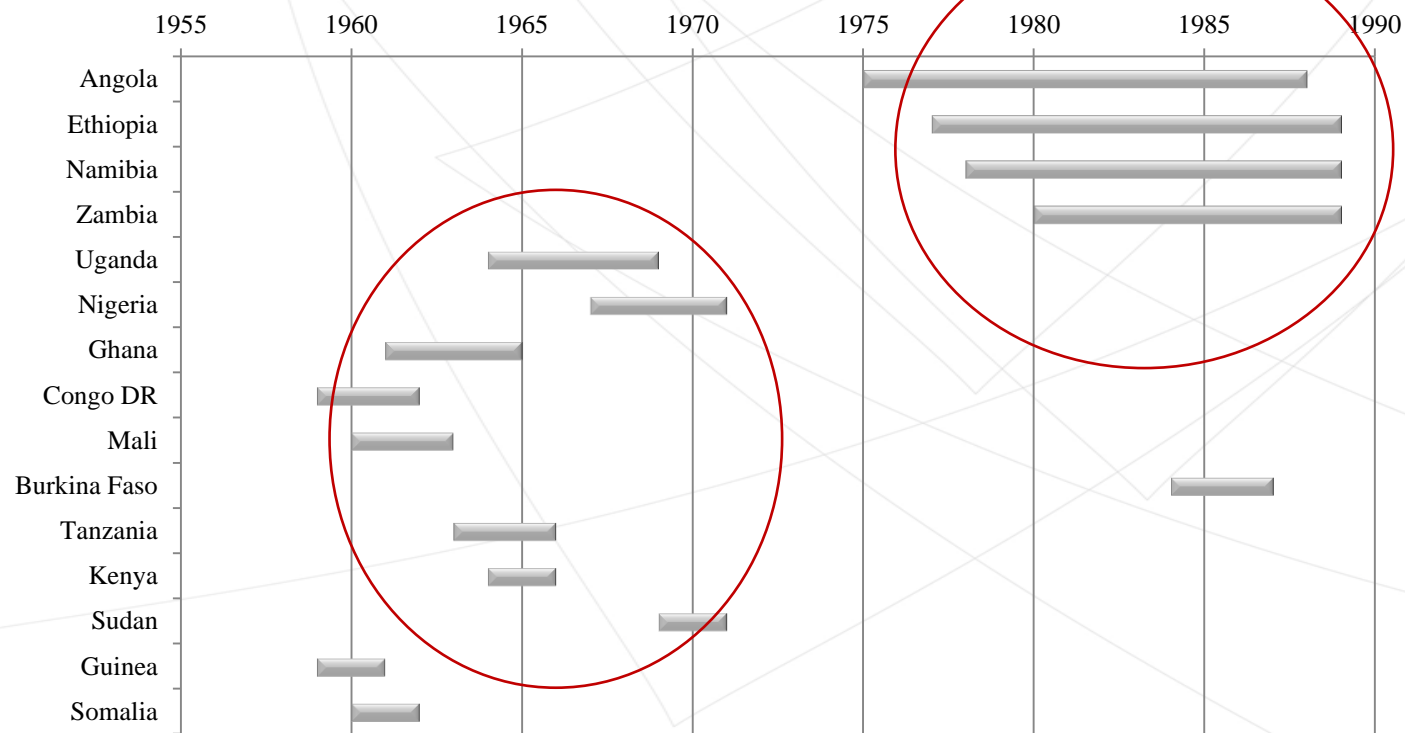 1955 1960 1965 1970 1975 1980 1985 1990
Angola
Ethiopia
Namibia
Zambia
Uganda
Nigeria
Ghana
Congo DR
Mali
Burkina Faso
Tanzania
Kenya
Sudan
Guinea
Somalia